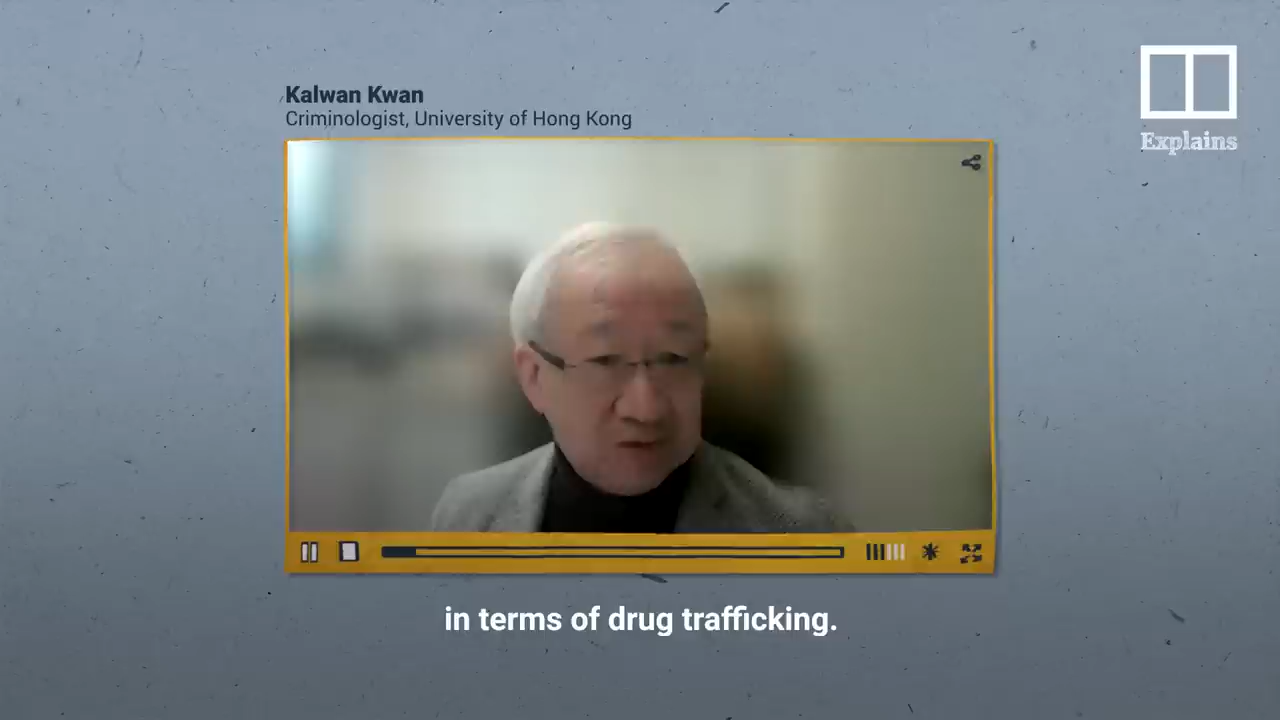 Kalwan Kwan
Criminologist, University of Hong Kong
Explains
in terms of drug trafficking.